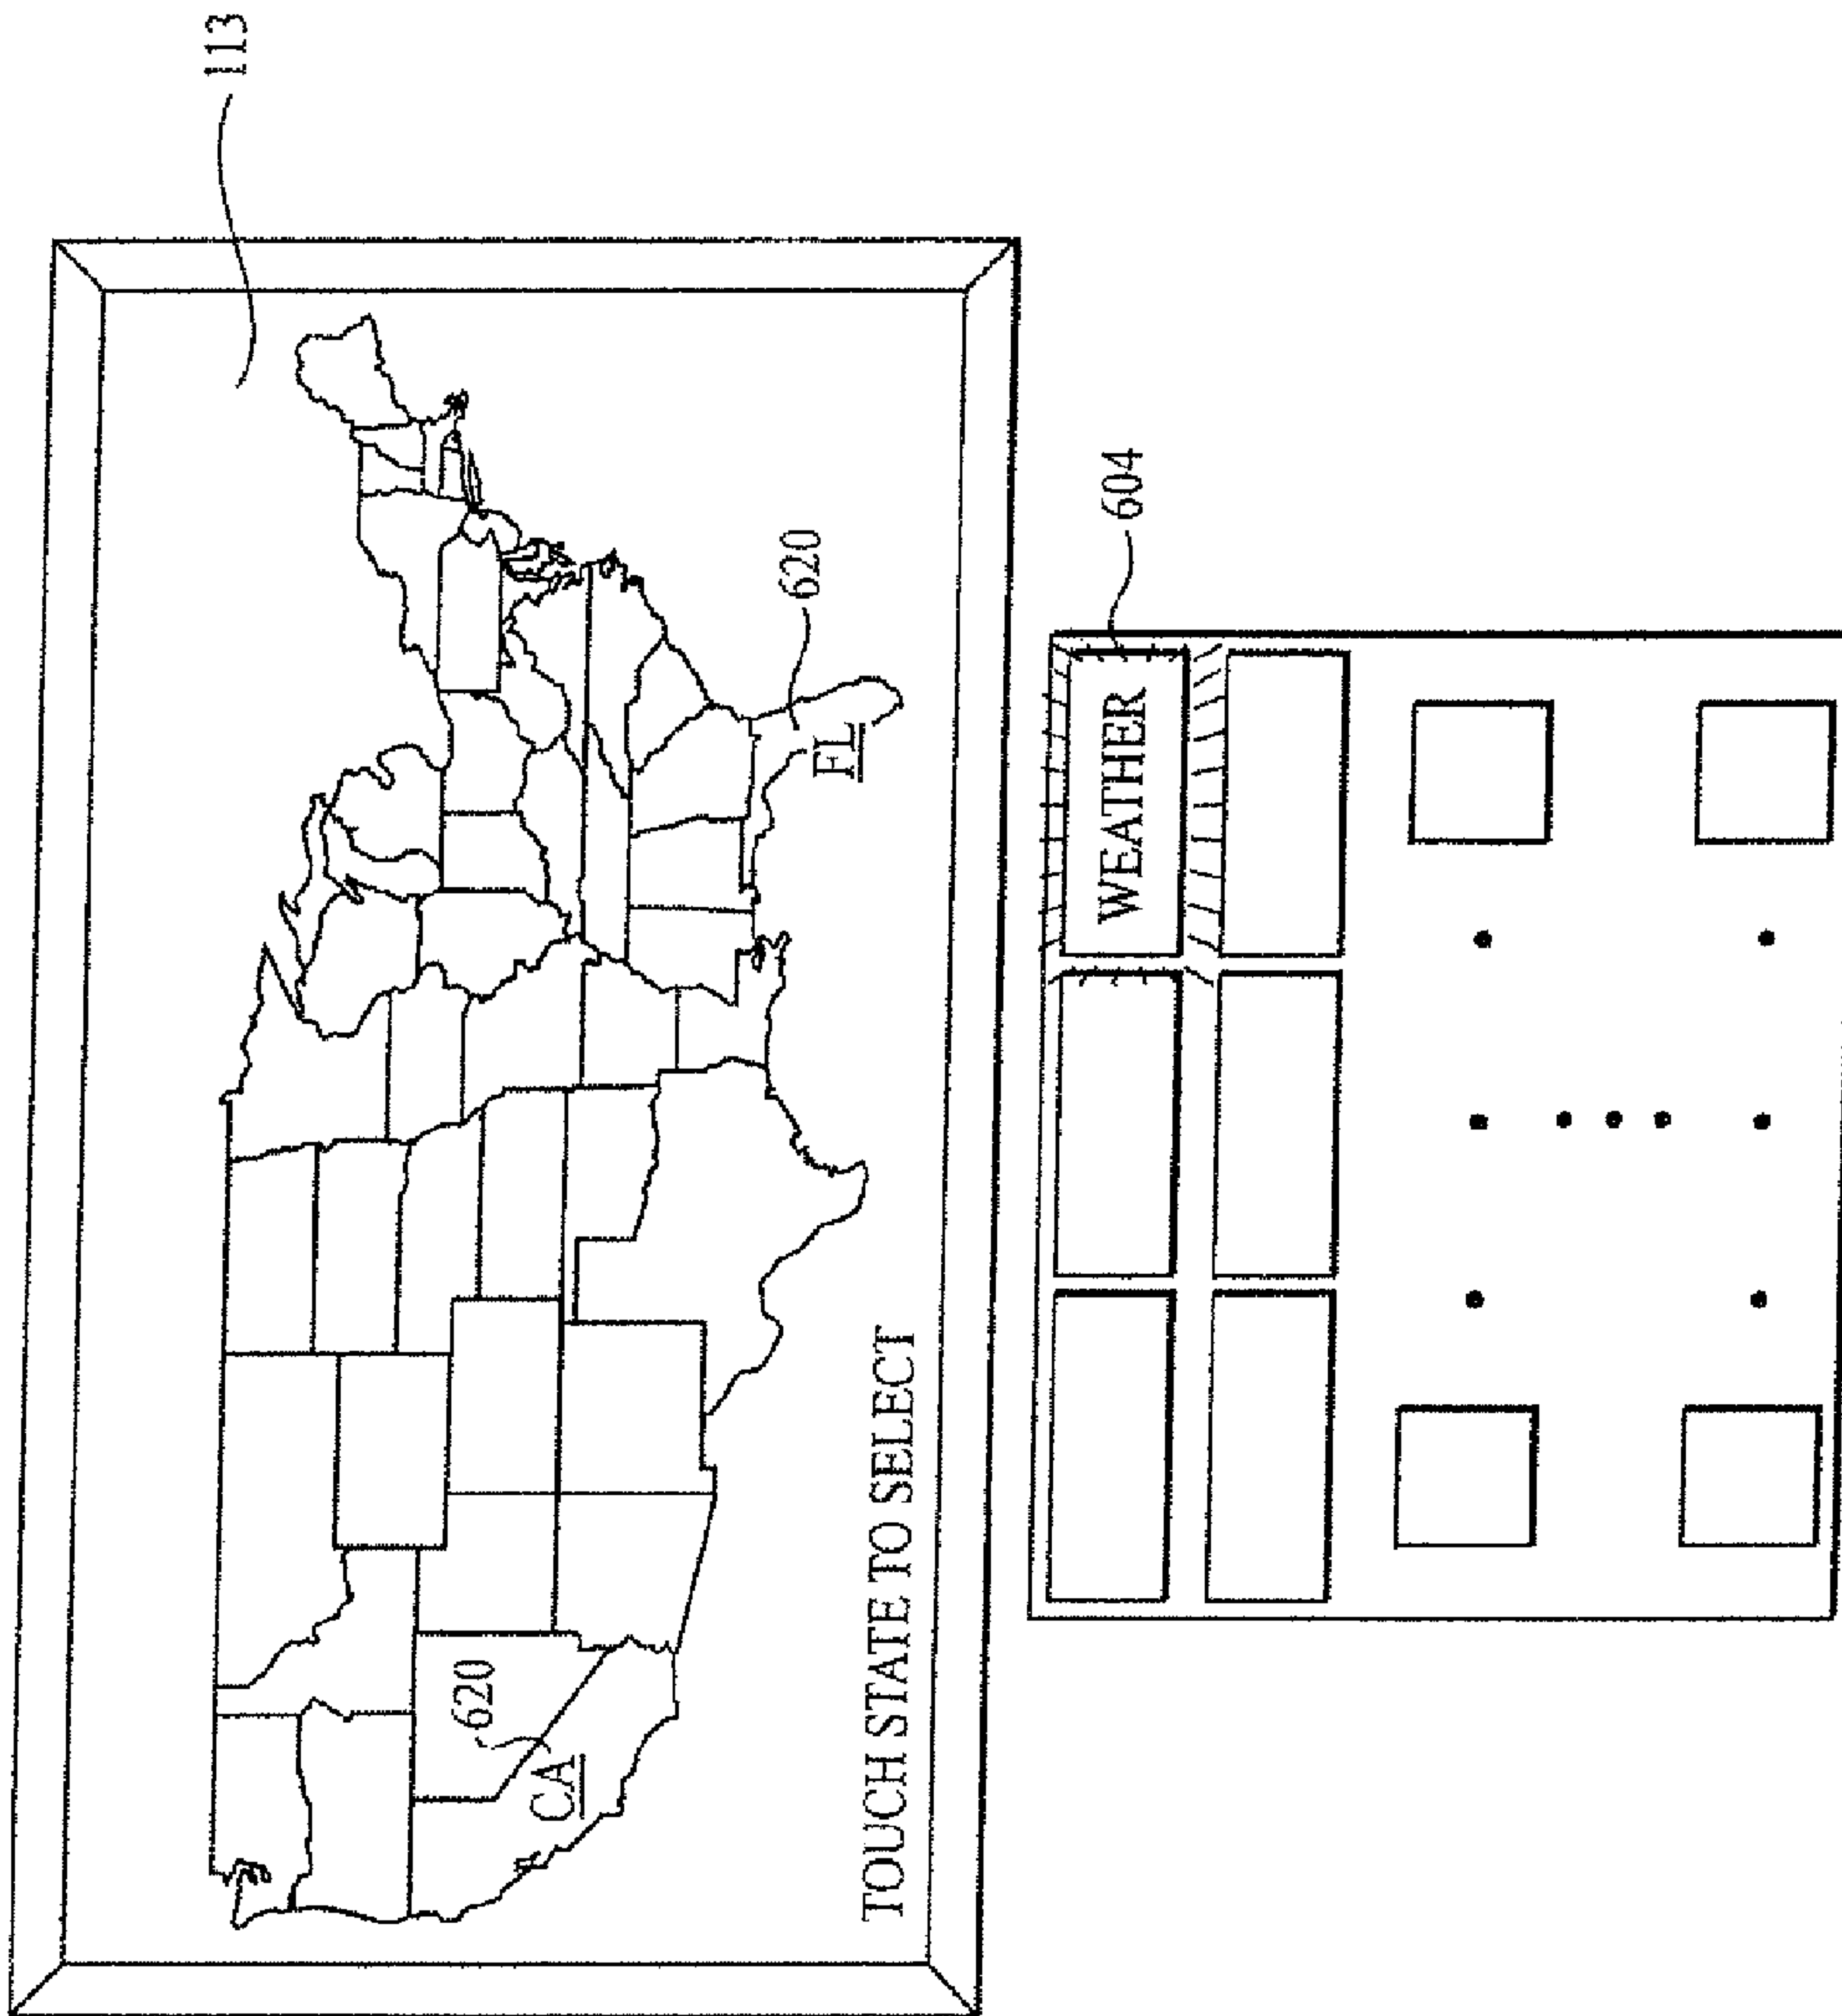 113
620
CA
FL
620
TOUCH STATE TO SELECT
WEATHER
604